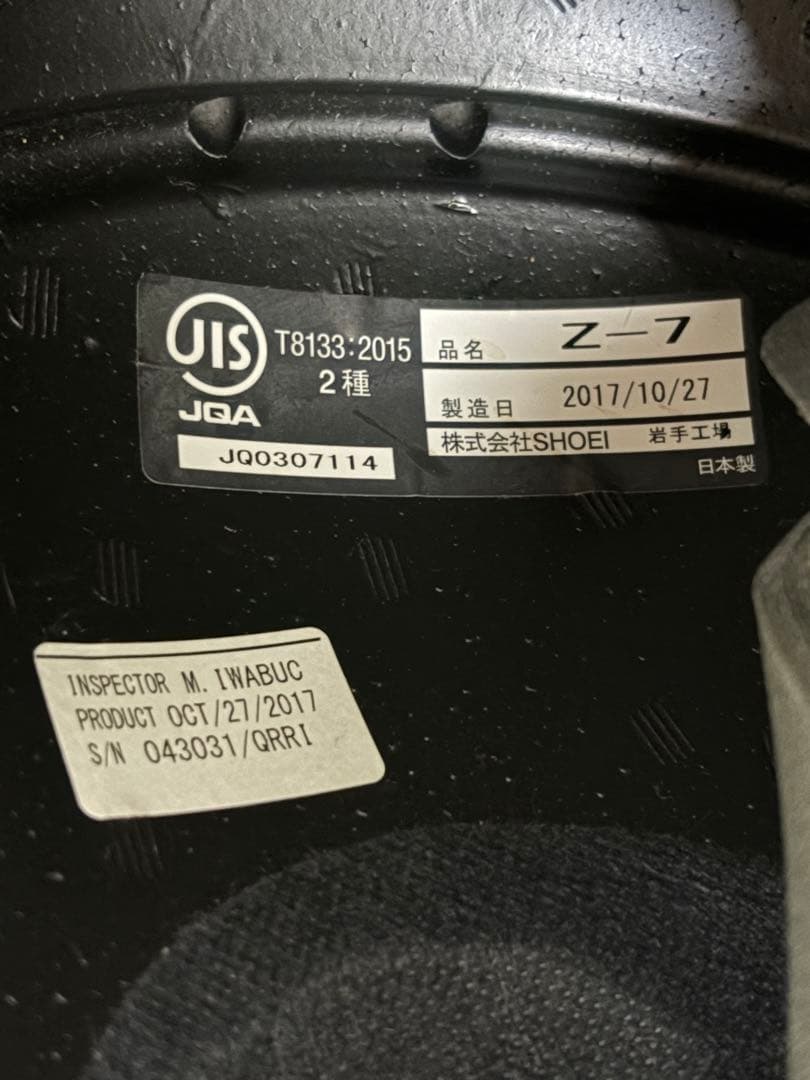 JIS
T8133:2015
2種
JQA
JQ0307114
品名 Z-7
製造日 2017/10/27
株式会社SHOEI 岩手工場
日本製
INSPECTOR M. IWABUC
PRODUCT OCT/27/2017
S/N 043031/QRRI